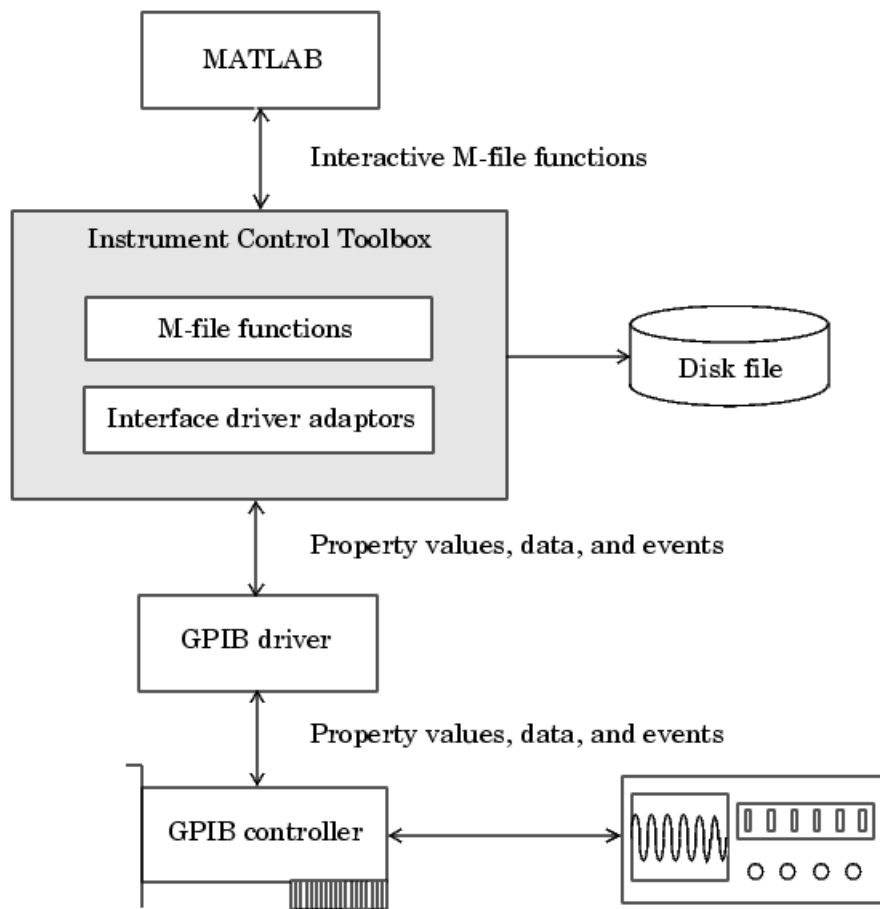 MATLAB
Interactive M-file functions
Instrument Control Toolbox
M-file functions
Interface driver adaptors
Disk file
Property values, data, and events
GPIB driver
Property values, data, and events
GPIB controller